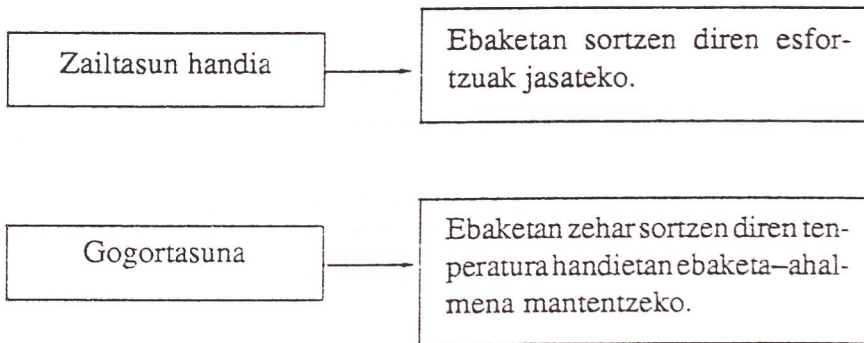 Zailtasun handia
Ebaketan sortzen diren esfor-
tzuak jasateko.
Gogortasuna
Ebaketan zehar sortzen diren ten-
peratura handietan ebaketa–ahal-
mena mantentzeko.